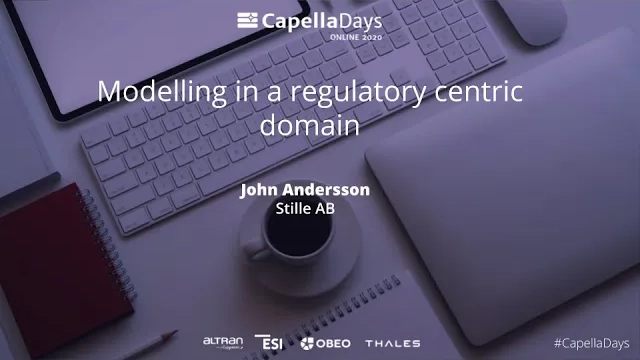 CapellaDays
ONLINE 2020
Modelling in a regulatory centric
domain
John Andersson
Stille AB
ALTRAN
ESI
OBEO
THALES
#CapellaDays